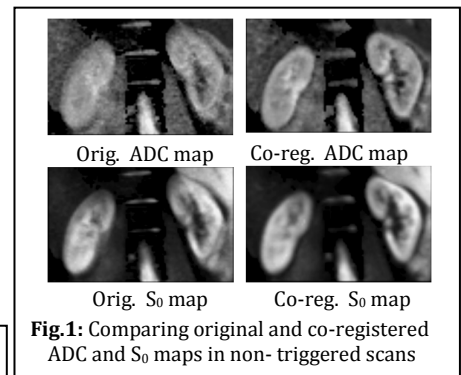 Orig. ADC map Co-reg. ADC map
Orig. S₀ map Co-reg. S₀ map
Fig.1: Comparing original and co-registered
ADC and S₀ maps in non- triggered scans